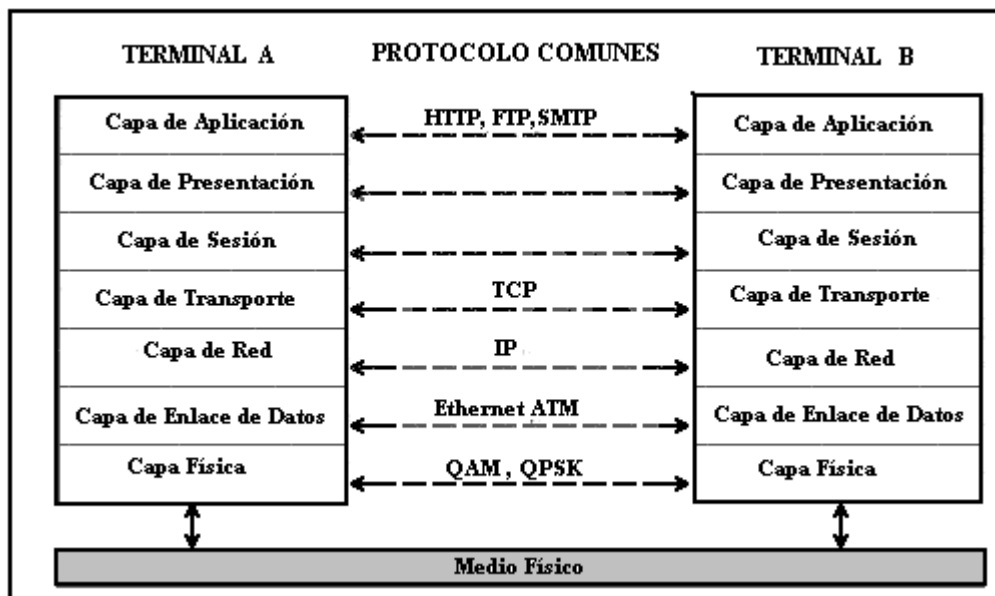 TERMINAL A PROTOCOLO COMUNES TERMINAL B
Capa de Aplicación HTTP, FTP,SMTP Capa de Aplicación
Capa de Presentación Capa de Presentación
Capa de Sesión Capa de Sesión
Capa de Transporte TCP Capa de Transporte
Capa de Red IP Capa de Red
Capa de Enlace de Datos Ethernet ATM Capa de Enlace de Datos
Capa Física QAM , QPSK Capa Física
Medio Físico